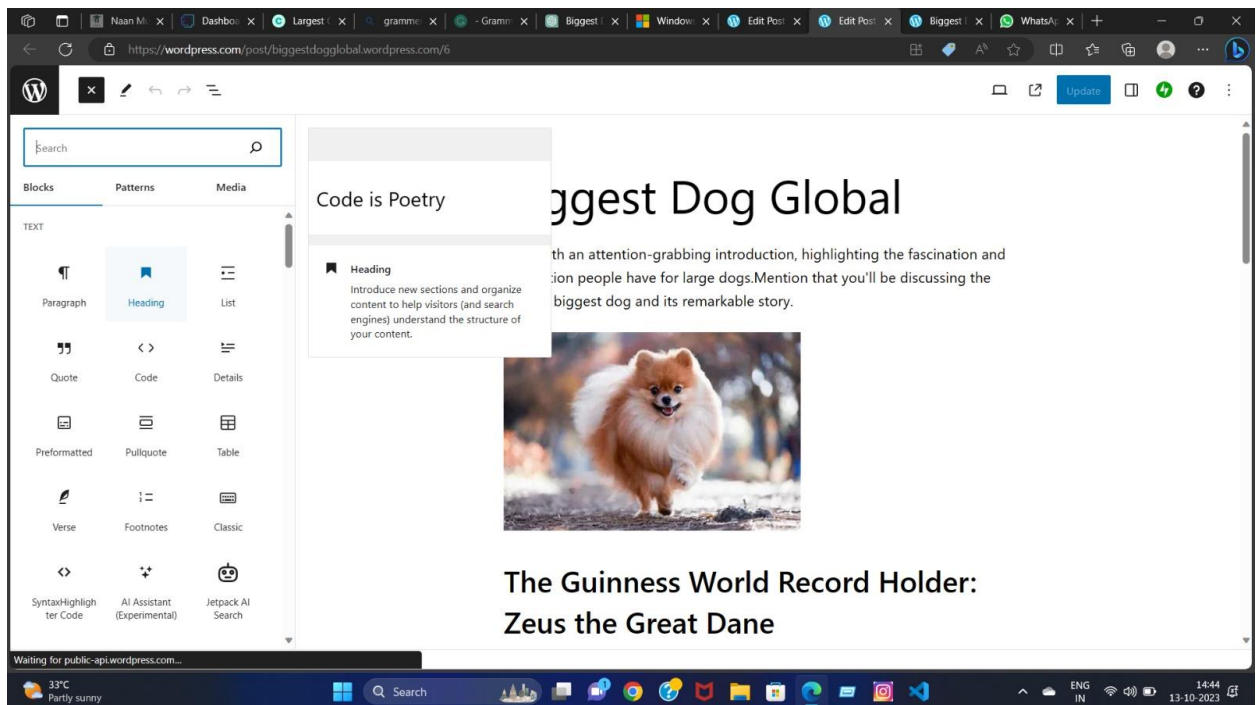 Naan Mu
Dashboa
Largest C
gramme
- Gramm
Biggest D
Window
Edit Post
Edit Post
Biggest
WhatsAp
https://wordpress.com/post/biggestdogglobal.wordpress.com/6
Update
Search
Blocks Patterns Media
TEXT
Paragraph Heading List
Quote Code Details
Preformatted Pullquote Table
Verse Footnotes Classic
SyntaxHighligh
ter Code
AI Assistant
(Experimental)
Jetpack AI
Search
Code is Poetry
Heading
Introduce new sections and organize
content to help visitors (and search
engines) understand the structure of
your content.
ggest Dog Global
th an attention-grabbing introduction, highlighting the fascination and
tion people have for large dogs.Mention that you'll be discussing the
biggest dog and its remarkable story.
The Guinness World Record Holder:
Zeus the Great Dane
Waiting for public-api.wordpress.com...
33°C
Partly sunny
Search
ENG
IN
14:44
13-10-2023